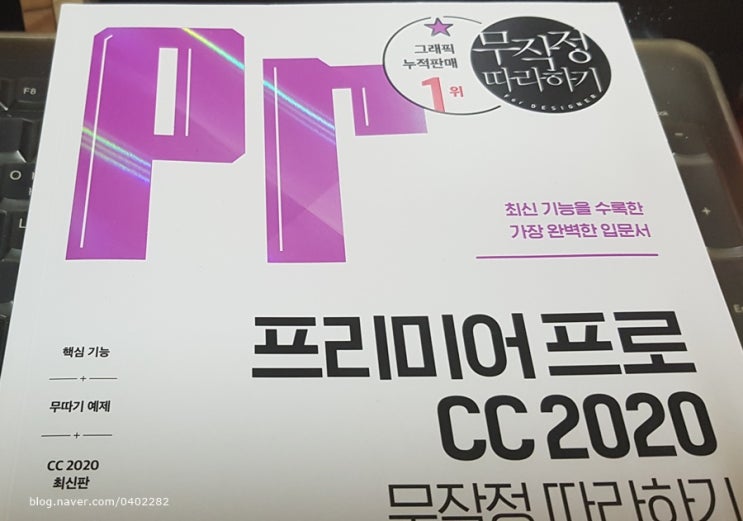 Pr
그래픽
누적판매
1위
무작정
따라하기
For DESIGNER
최신 기능을 수록한
가장 완벽한 입문서
프리미어 프로
CC 2020
무작정 따라하기
핵심 기능
+
무따기 예제
+
CC 2020
최신판
blog.naver.com/0402282
F8
O
L
+